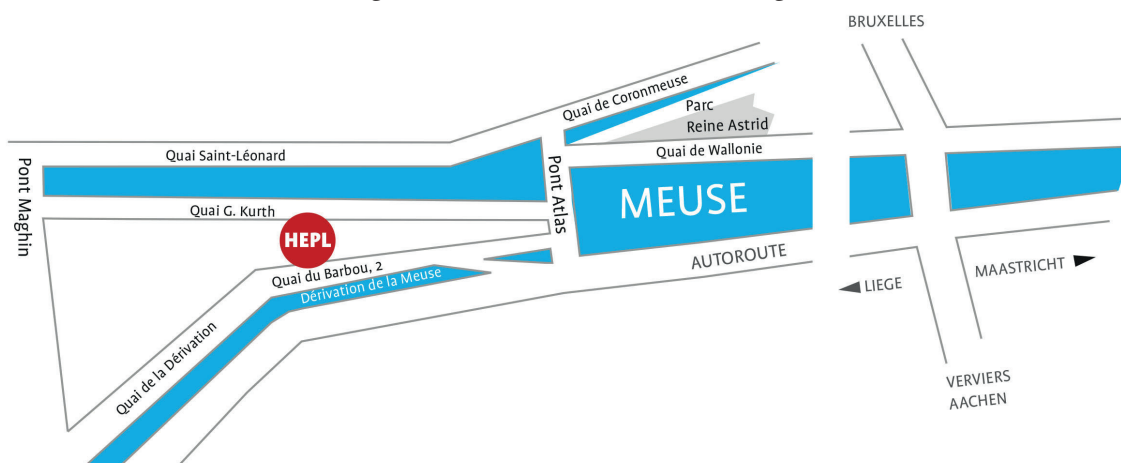 BRUXELLES
Quai de Coronmeuse
Parc
Reine Astrid
Quai Saint-Léonard
Quai de Wallonie
Pont Maghin
Pont Atlas
MEUSE
Quai G. Kurth
HEPL
Quai du Barbou, 2
Dérivation de la Meuse
AUTOROUTE
MAASTRICHT
LIEGE
Quai de la Dérivation
VERVIERS
AACHEN